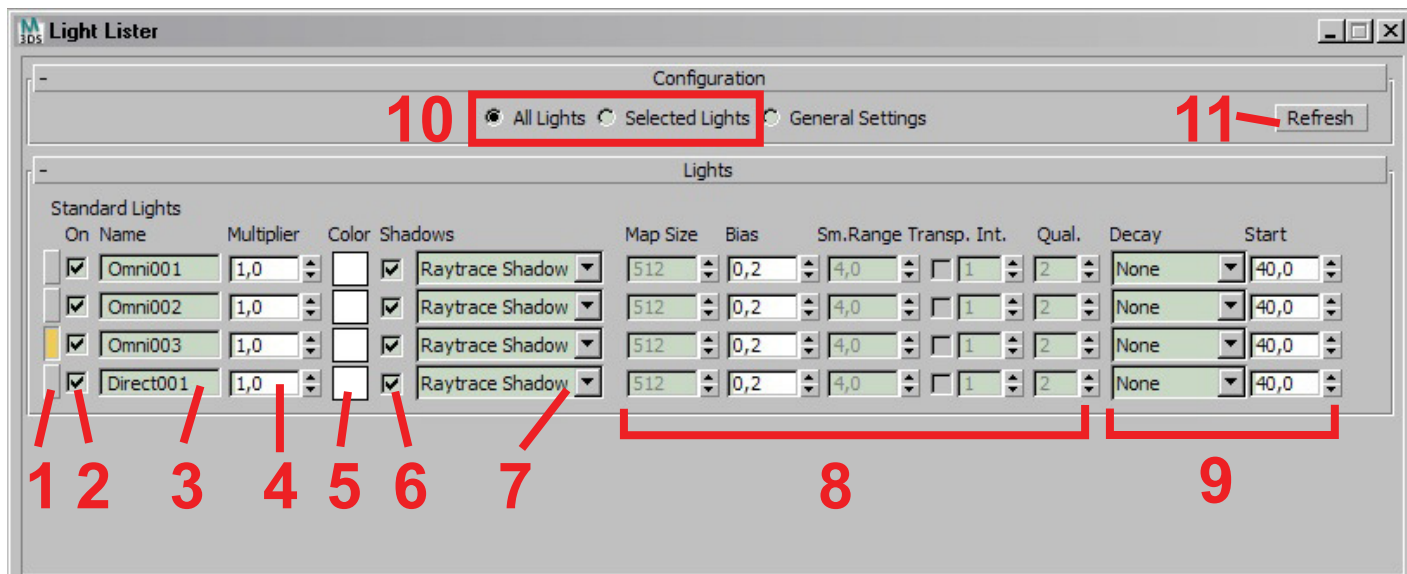 M 3DS Light Lister
- Configuration
10 All Lights Selected Lights General Settings 11 Refresh
- Lights
Standard Lights
On Name Multiplier Color Shadows Map Size Bias Sm.Range Transp. Int. Qual. Decay Start
Omni001 1,0 Raytrace Shadow 512 0,2 4,0 1 2 None 40,0
Omni002 1,0 Raytrace Shadow 512 0,2 4,0 1 2 None 40,0
Omni003 1,0 Raytrace Shadow 512 0,2 4,0 1 2 None 40,0
Direct001 1,0 Raytrace Shadow 512 0,2 4,0 1 2 None 40,0
1 2 3 4 5 6 7 8 9